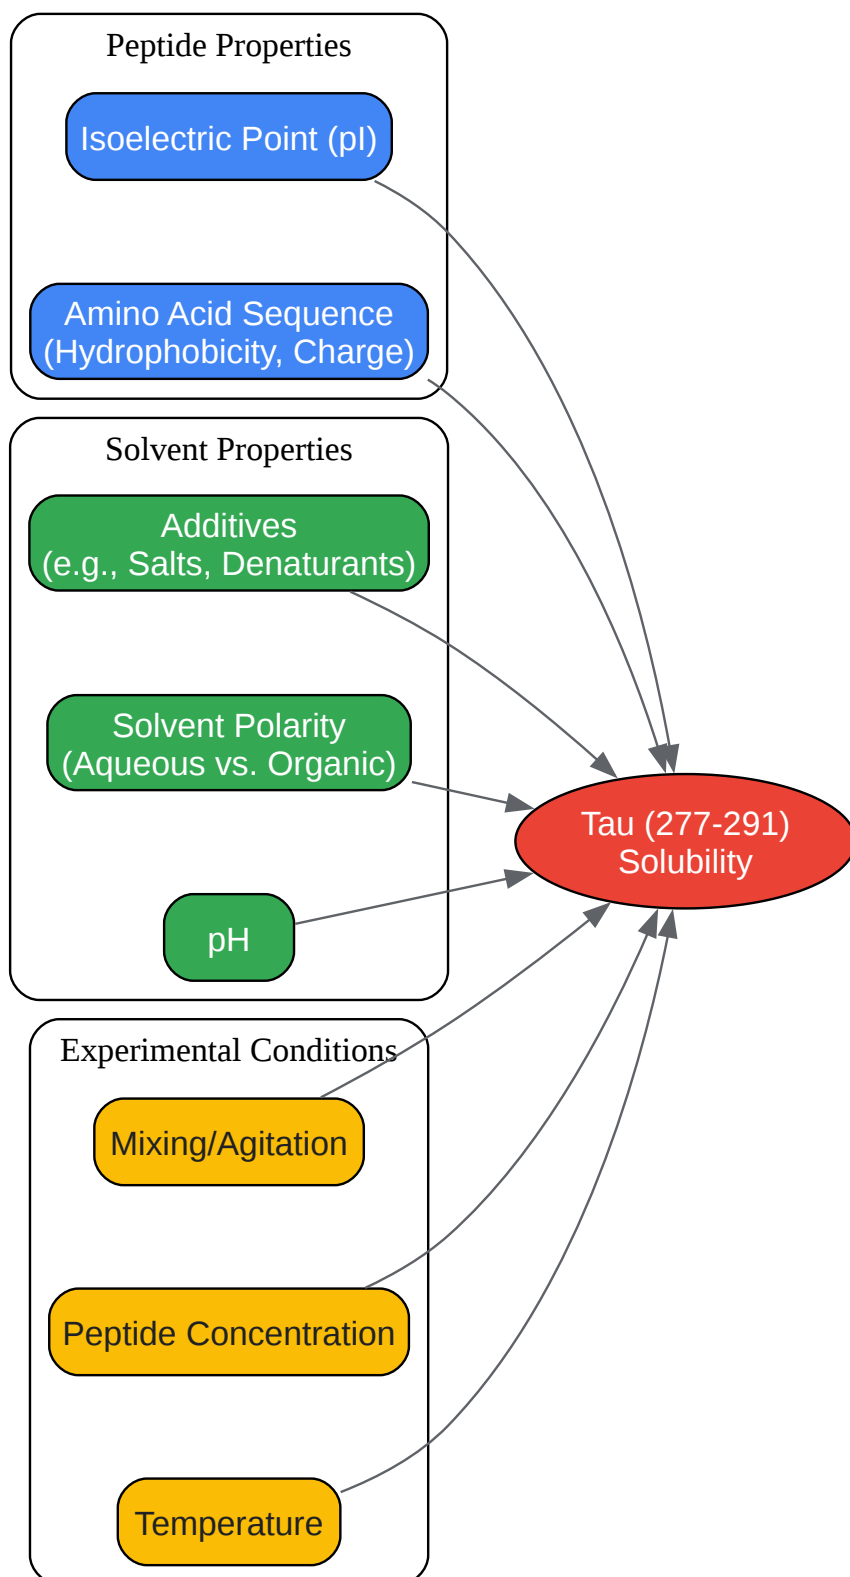 Peptide Properties
Isoelectric Point (pI)
Amino Acid Sequence
(Hydrophobicity, Charge)
Solvent Properties
Additives
(e.g., Salts, Denaturants)
Solvent Polarity
(Aqueous vs. Organic)
pH
Tau (277-291)
Solubility
Experimental Conditions
Mixing/Agitation
Peptide Concentration
Temperature